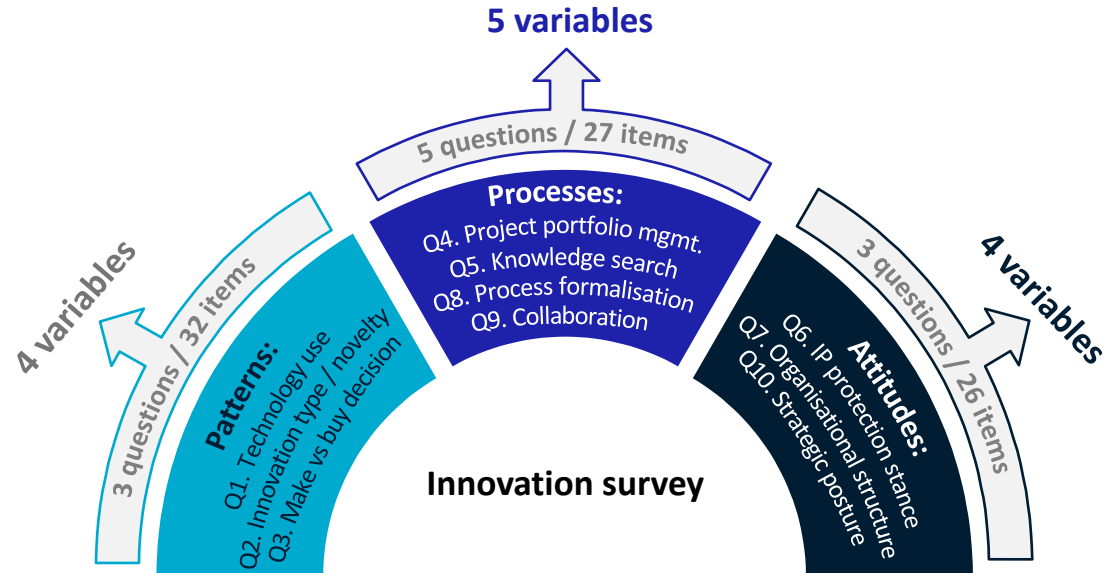 5 variables
5 questions / 27 items
Processes:
Q4. Project portfolio mgmt.
Q5. Knowledge search
Q8. Process formalisation
Q9. Collaboration
4 variables
3 questions / 32 items
Patterns:
Q1. Technology use
Q2. Innovation type / novelty
Q3. Make vs buy decision
4 variables
3 questions / 26 items
Attitudes:
Q6. IP protection stance
Q7. Organisational structure
Q10. Strategic posture
Innovation survey